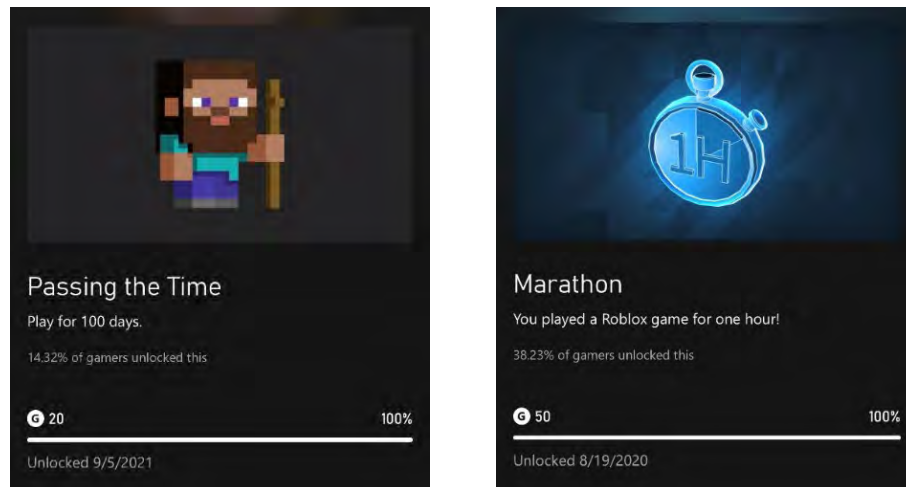 Passing the Time
Play for 100 days.
14.32% of gamers unlocked this
G 20 100%
Unlocked 9/5/2021
1H
Marathon
You played a Roblox game for one hour!
38.23% of gamers unlocked this
G 50 100%
Unlocked 8/19/2020